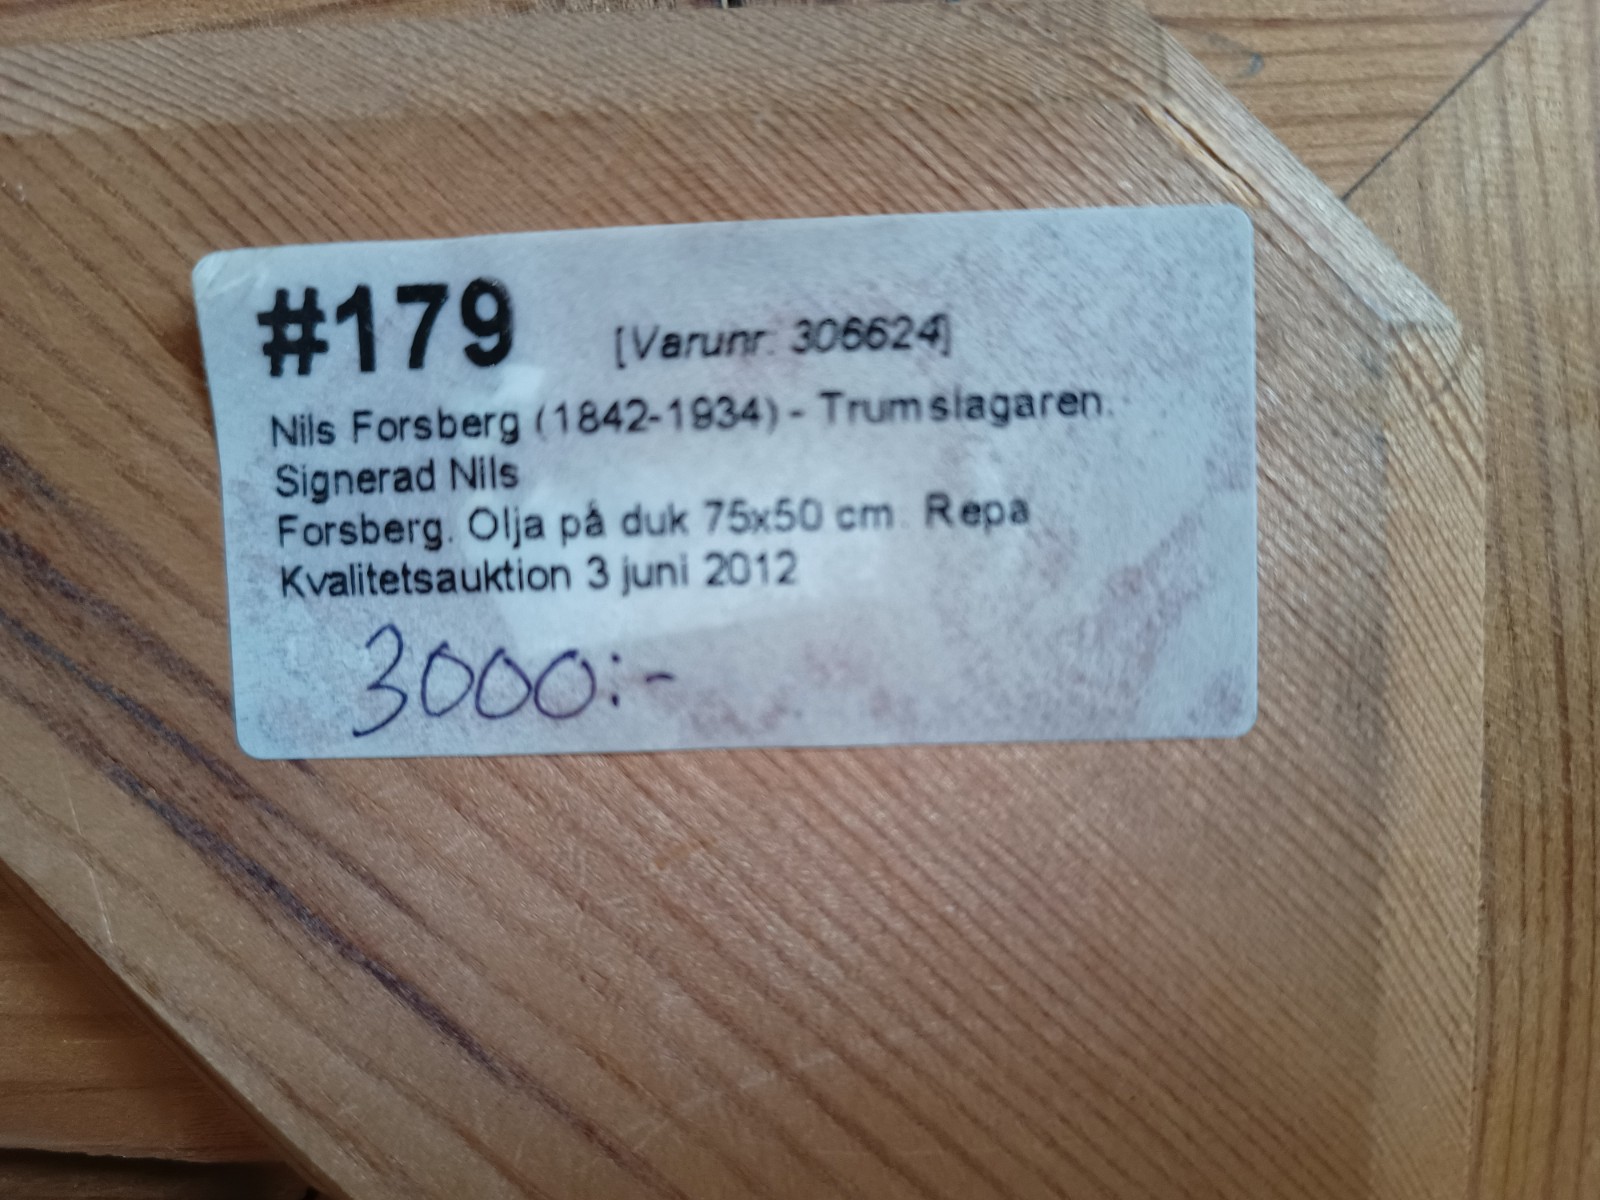 #179 [Varunr: 306624]
Nils Forsberg (1842-1934) - Trumslagaren.
Signerad Nils
Forsberg. Olja på duk 75x50 cm. Repa
Kvalitetsauktion 3 juni 2012
3000:-